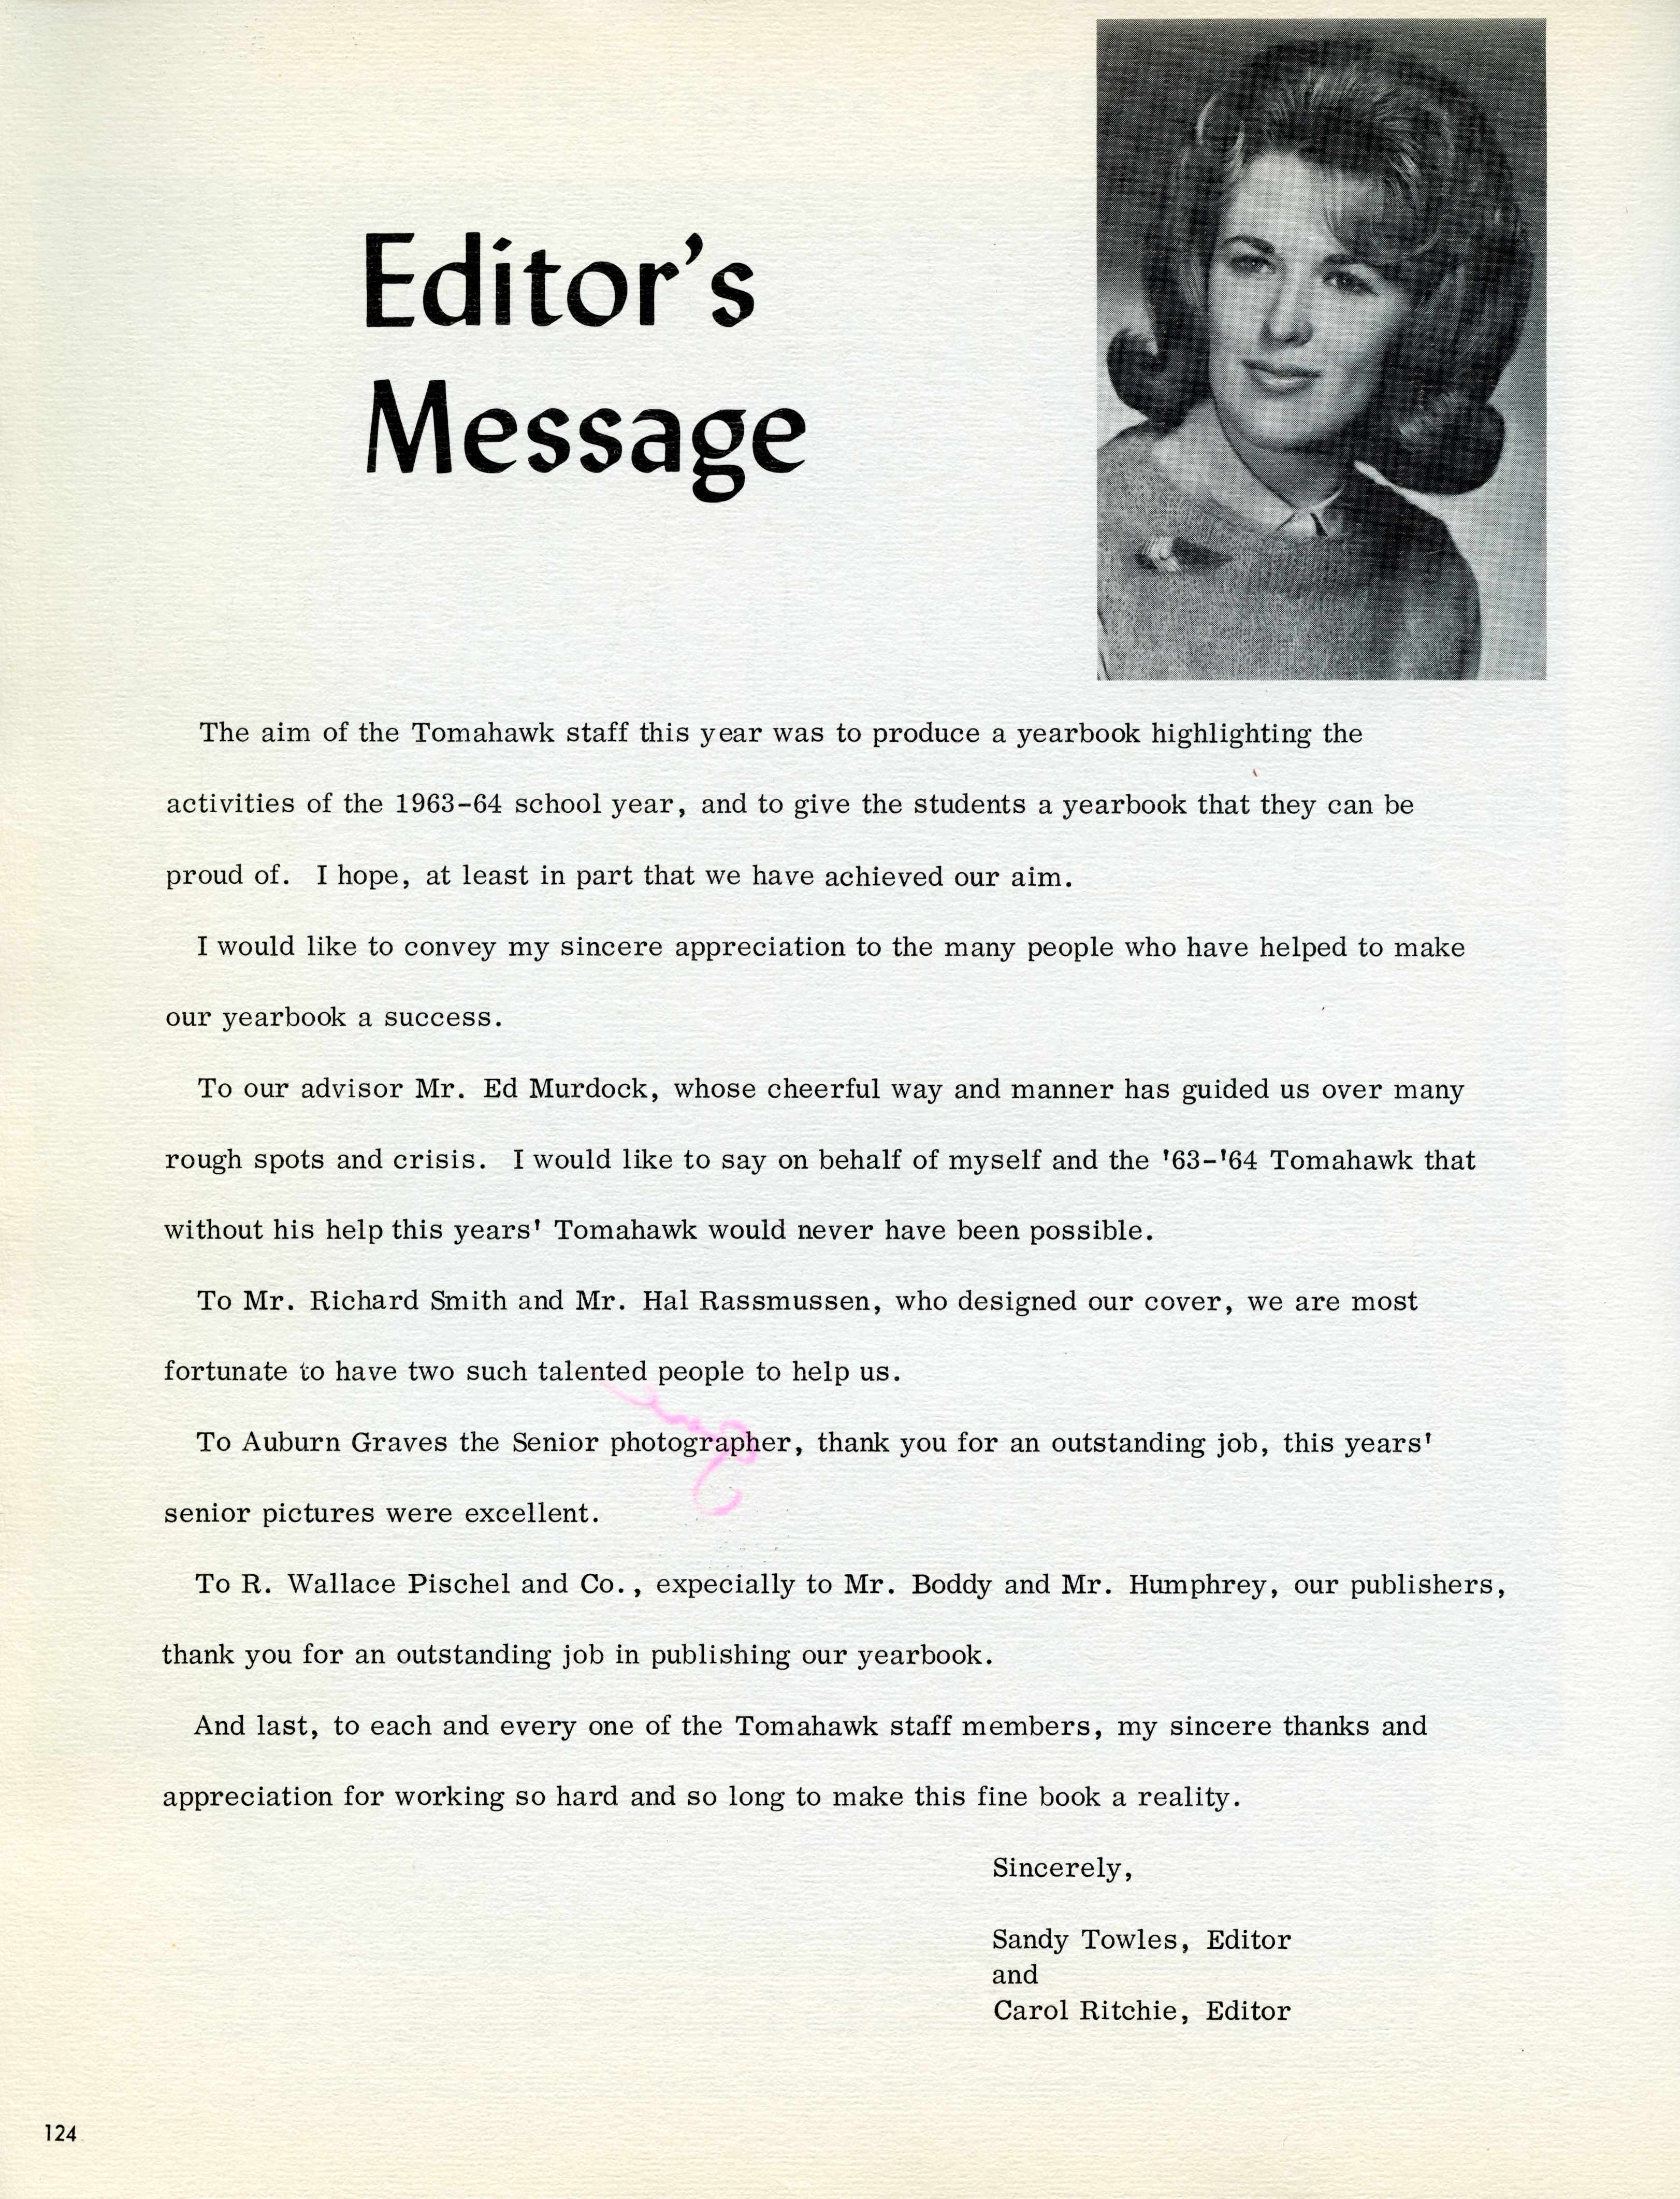 Editor's
Message
The aim of the Tomahawk staff this year was to produce a yearbook highlighting the
activities of the 1963-64 school year, and to give the students a yearbook that they can be
proud of. I hope, at least in part that we have achieved our aim.
I would like to convey my sincere appreciation to the many people who have helped to make
our yearbook a success.
To our advisor Mr. Ed Murdock, whose cheerful way and manner has guided us over many
rough spots and crisis. I would like to say on behalf of myself and the '63-'64 Tomahawk that
without his help this years' Tomahawk would never have been possible.
To Mr. Richard Smith and Mr. Hal Rassmussen, who designed our cover, we are most
fortunate to have two such talented people to help us.
To Auburn Graves the Senior photographer, thank you for an outstanding job, this years'
senior pictures were excellent.
To R. Wallace Pischel and Co., expecially to Mr. Boddy and Mr. Humphrey, our publishers,
thank you for an outstanding job in publishing our yearbook.
And last, to each and every one of the Tomahawk staff members, my sincere thanks and
appreciation for working so hard and so long to make this fine book a reality.
Sincerely,
Sandy Towles, Editor
and
Carol Ritchie, Editor
124